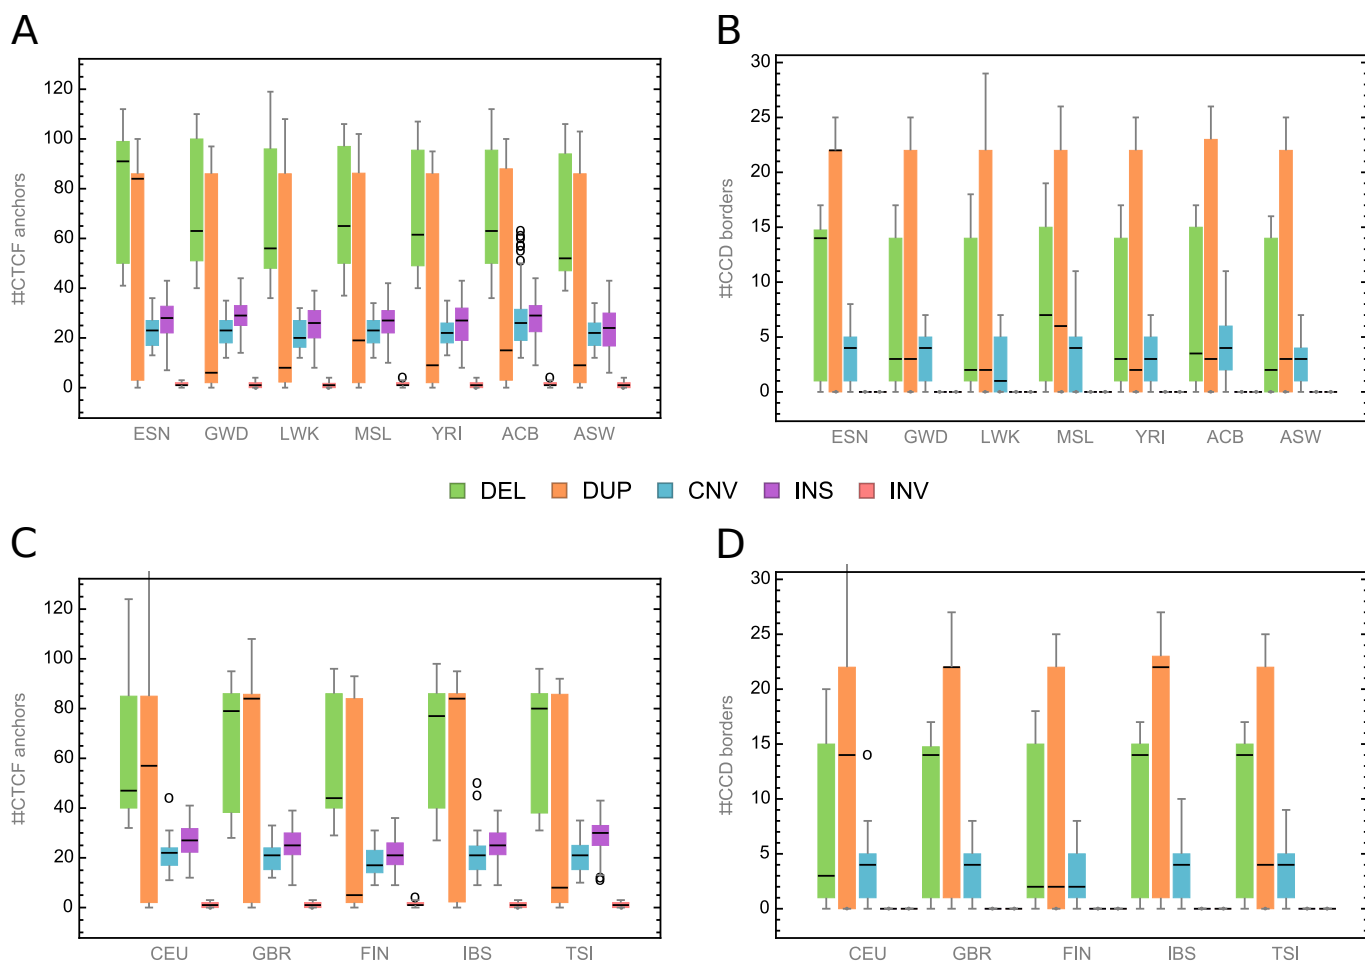 A
B
120
100
80
60
40
20
0
⌗CTCF anchors
ESN GWD LWK MSL YRI ACB ASW
30
25
20
15
10
5
0
⌗CCD borders
ESN GWD LWK MSL YRI ACB ASW
DEL DUP CNV INS INV
C
D
120
100
80
60
40
20
0
⌗CTCF anchors
CEU GBR FIN IBS TSI
30
25
20
15
10
5
0
⌗CCD borders
CEU GBR FIN IBS TSI